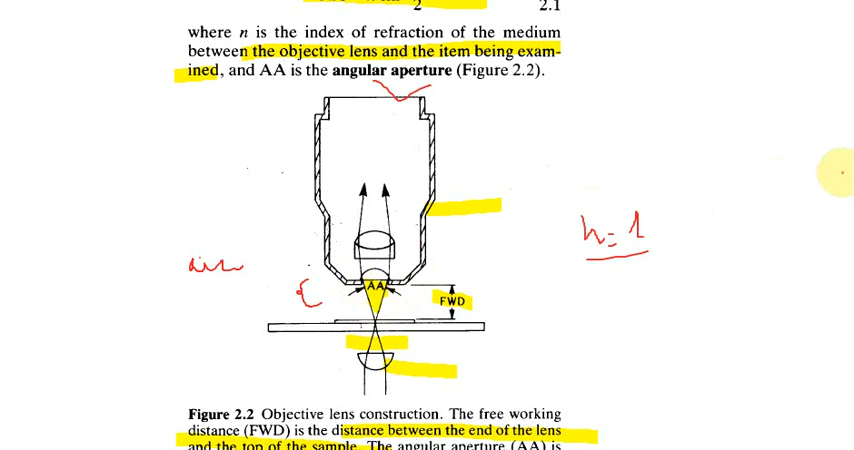 2
2.1
where n is the index of refraction of the medium
between the objective lens and the item being exam-
ined, and AA is the angular aperture (Figure 2.2).
n=1
air
AA
FWD
Figure 2.2 Objective lens construction. The free working
distance (FWD) is the distance between the end of the lens
and the top of the sample. The angular aperture (AA) is